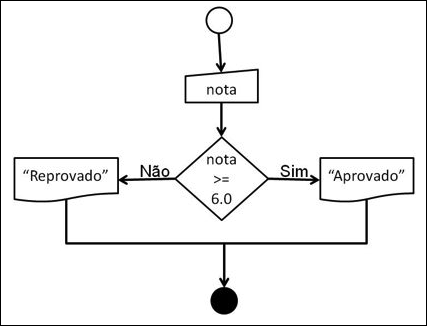 nota
nota
>=
6.0
Não
Sim
“Reprovado”
“Aprovado”